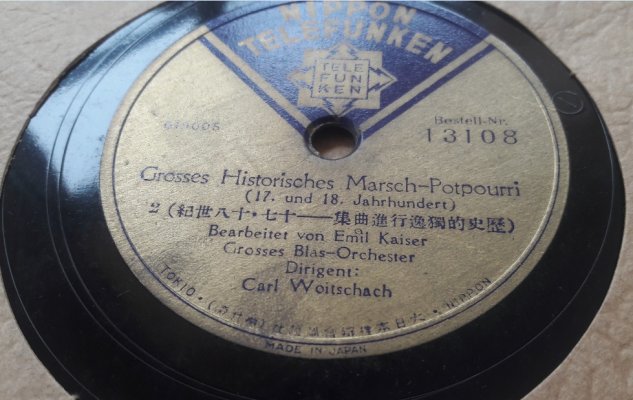 NIPPON
TELEFUNKEN
TELE
FUN
KEN
Bestell-Nr.
13108
Grosses Historisches Marsch-Potpourri
(17. und 18. Jahrhundert)
2 (紀世八十・七十——集曲進行逸獨的史歷)
Bearbeitet von Emil Kaiser
Grosses Blas-Orchester
Dirigent:
Carl Woitschach
TOKIO
NIPPON
MADE IN JAPAN